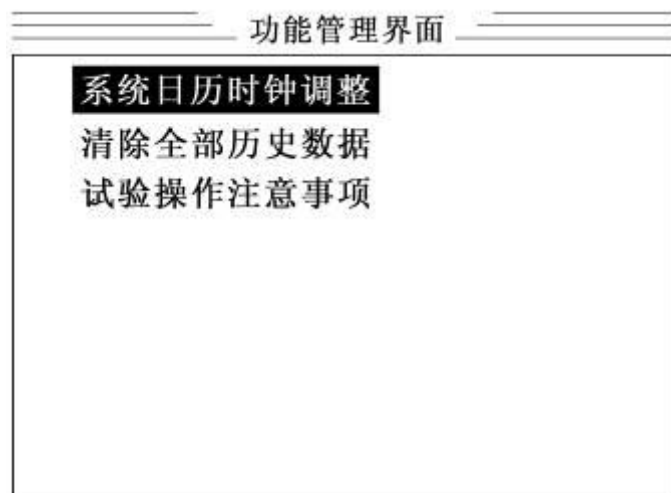 功能管理界面
系统日历时钟调整
清除全部历史数据
试验操作注意事项